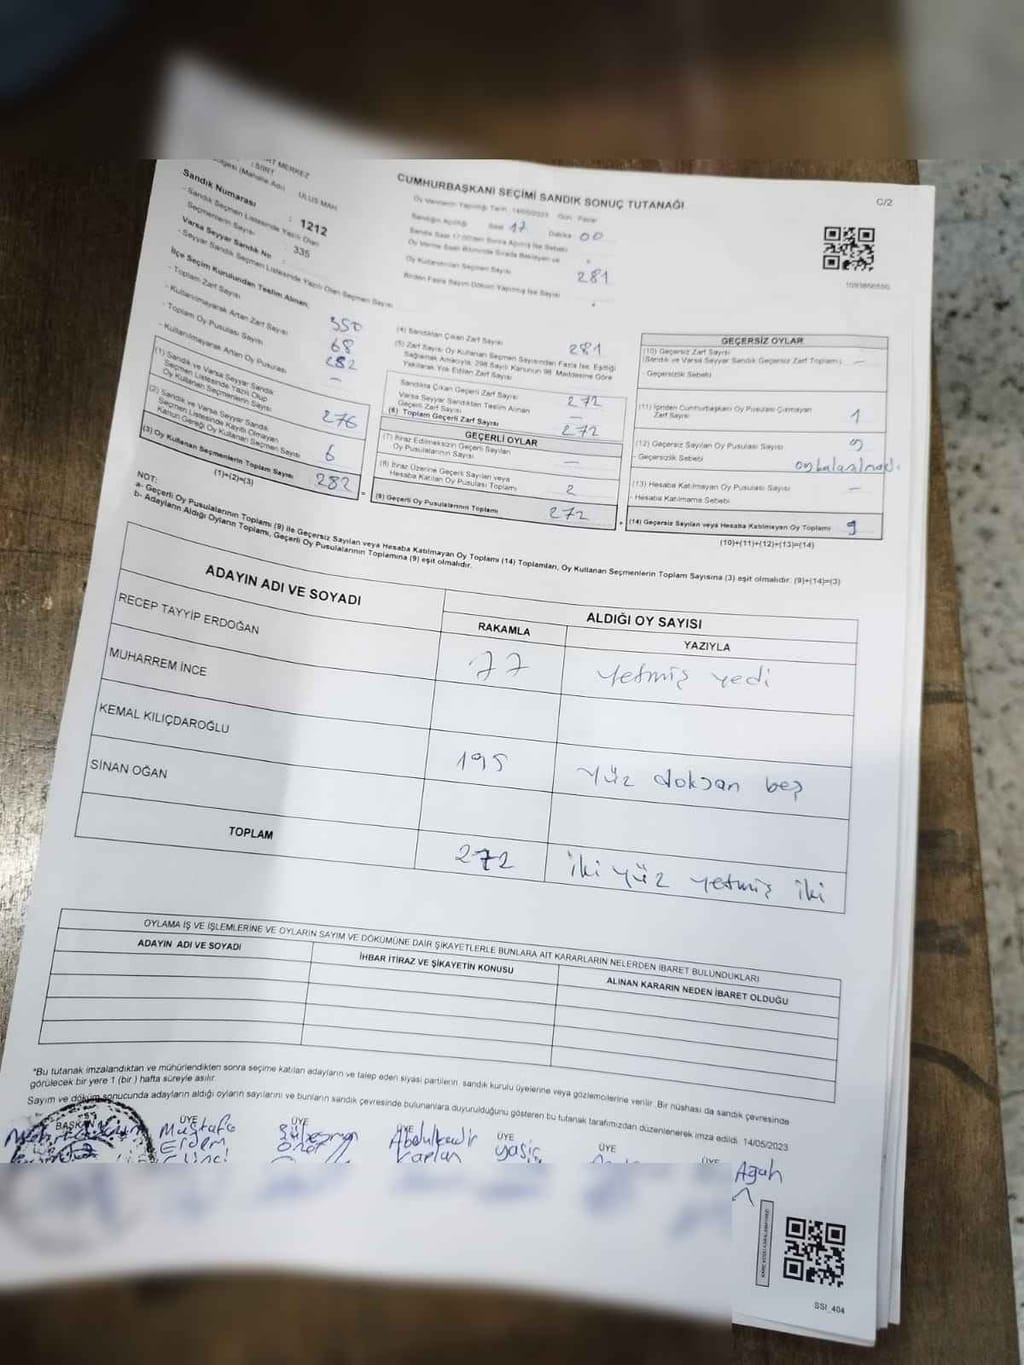 RT MERKEZ
: SİİRT
ULUS MAH.
Sandık Numarası : 1212
- Sandık Seçmen Listesinde Yazılı Olan
Seçmenlerin Sayısı : 335
Varsa Seyyar Sandık No :
- Seyyar Sandık Seçmen Listesinde Yazılı Olan Seçmen Sayısı
İlçe Seçim Kurulundan Teslim Alınan;
- Toplam Zarf Sayısı 350
- Kullanılmayarak Artan Zarf Sayısı 68
- Toplam Oy Pusulası Sayısı 282
- Kullanılmayarak Artan Oy Pusulası —
(1) Sandık ve Varsa Seyyar Sandık
Seçmen Listesinde Yazılı Olup
Oy Kullanan Seçmenlerin Sayısı 276
(2) Sandık ve Varsa Seyyar Sandık
Seçmen Listesinde Kayıtlı Olmayan
Kanun Gereği Oy Kullanan Seçmen Sayısı 6
(3) Oy Kullanan Seçmenlerin Toplam Sayısı 282
(1)+(2)=(3)
CUMHURBAŞKANI SEÇİMİ SANDIK SONUÇ TUTANAĞI
C/2
Oy Vermenin Yapıldığı Tarih : 14/05/2023 Gün : Pazar
Sandığın Açıldığı Saat 17 Dakika 00
Sandık Saat 17:00'den Sonra Açılmış İse Sebebi
Oy Verme Saati Bitiminde Sırada Bekleyen ve
Oy Kullandırılan Seçmen Sayısı 281
Birden Fazla Sayım Döküm Yapılmış İse Sayısı
(4) Sandıktan Çıkan Zarf Sayısı 281
(5) Zarf Sayısı Oy Kullanan Seçmen Sayısından Fazla İse, Eşitliği
Sağlamak Amacıyla, 298 Sayılı Kanunun 98. Maddesine Göre
Yakılarak Yok Edilen Zarf Sayısı
Sandıkta Çıkan Geçerli Zarf Sayısı 272
Varsa Seyyar Sandıktan Teslim Alınan
Geçerli Zarf Sayısı —
(6) Toplam Geçerli Zarf Sayısı 272
GEÇERLİ OYLAR
(7) İtiraz Edilmeksizin Geçerli Sayılan
Oy Pusulalarının Sayısı —
(8) İtiraz Üzerine Geçerli Sayılan veya
Hesaba Katılan Oy Pusulaları Toplamı 2
(9) Geçerli Oy Pusulalarının Toplamı 272
GEÇERSİZ OYLAR
(10) Geçersiz Zarf Sayısı
(Sandık ve Varsa Seyyar Sandık Geçersiz Zarf Toplamı) —
- Geçersizlik Sebebi
(11) İçinden Cumhurbaşkanı Oy Pusulası Çıkmayan
Zarf Sayısı 1
(12) Geçersiz Sayılan Oy Pusulası Sayısı 9
- Geçersizlik Sebebi
(13) Hesaba Katılmayan Oy Pusulası Sayısı —
- Hesaba Katılmama Sebebi
(14) Geçersiz Sayılan veya Hesaba Katılmayan Oy Toplamı 9
(10)+(11)+(12)+(13)=(14)
NOT:
a- Geçerli Oy Pusulalarının Toplamı (9) ile Geçersiz Sayılan veya Hesaba Katılmayan Oy Toplamı (14) Toplamları, Oy Kullanan Seçmenlerin Toplam Sayısına (3) eşit olmalıdır. (9)+(14)=(3)
b- Adayların Aldığı Oyların Toplamı, Geçerli Oy Pusulalarının Toplamına (9) eşit olmalıdır.
ADAYIN ADI VE SOYADI
ALDIĞI OY SAYISI
RAKAMLA YAZIYLA
RECEP TAYYİP ERDOĞAN 77 Yetmiş yedi
MUHARREM İNCE
KEMAL KILIÇDAROĞLU 195 Yüz doksan beş
SİNAN OĞAN
TOPLAM 272 iki yüz yetmiş iki
OYLAMA İŞ VE İŞLEMLERİNE VE OYLARIN SAYIM VE DÖKÜMÜNE DAİR ŞİKAYETLERLE BUNLARA AİT KARARLARIN NELERDEN İBARET BULUNDUKLARI
ADAYIN ADI VE SOYADI İHBAR İTİRAZ VE ŞİKAYETİN KONUSU ALINAN KARARIN NEDEN İBARET OLDUĞU
*Bu tutanak imzalandıktan ve mühürlendikten sonra seçime katılan adayların ve talep eden siyasi partilerin sandık kurulu üyelerine veya gözlemcilerine verilir. Bir nüshası da sandık çevresinde
görülecek bir yere 1 (bir ) hafta süreyle asılır.
Sayım ve döküm sonucunda adayların aldığı oyların sayılarını ve bunların sandık çevresinde bulunanlara duyurulduğunu gösteren bu tutanak tarafımızdan düzenlenerek imza edildi. 14/05/2023
BAŞKAN ÜYE ÜYE ÜYE ÜYE ÜYE ÜYE
Mustafa Abdulkadir Yasin Agah
Erdem Kaplan
SSI_404